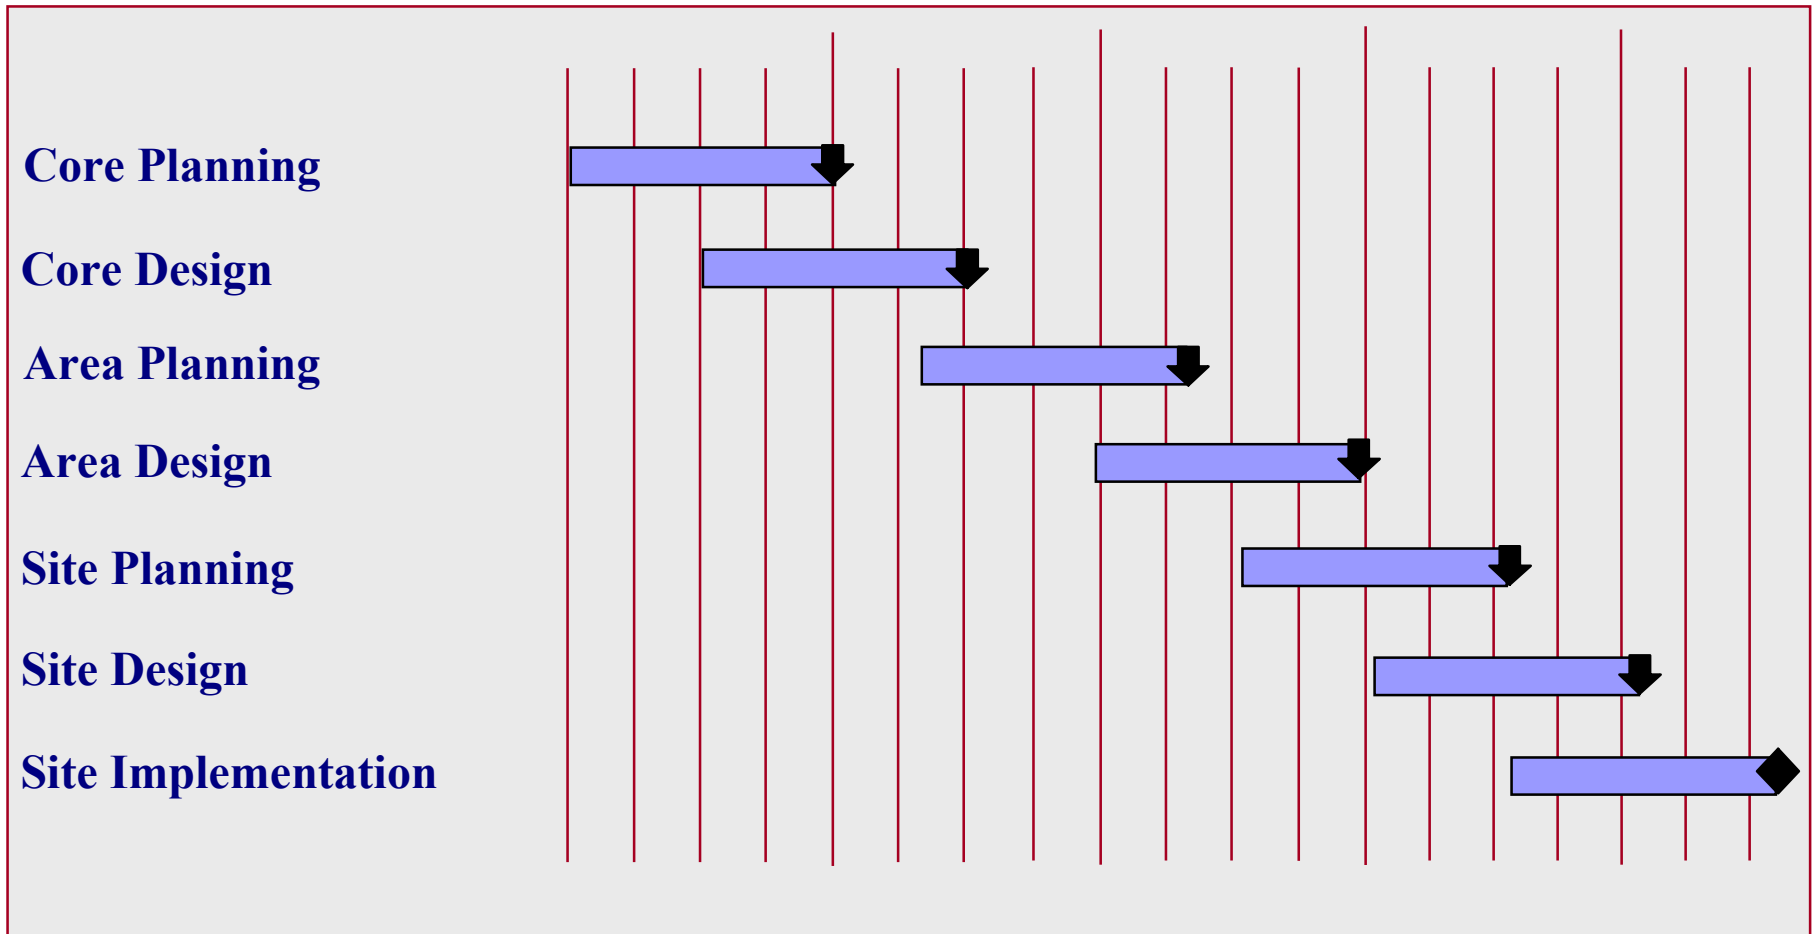 Core Planning
Core Design
Area Planning
Area Design
Site Planning
Site Design
Site Implementation